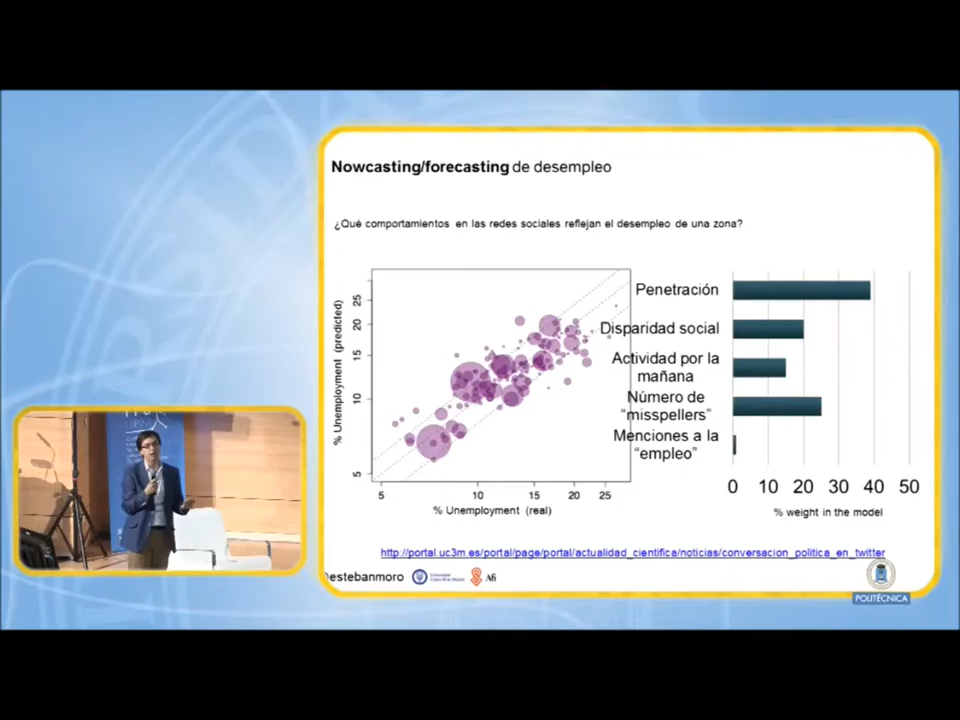 Nowcasting/forecasting de desempleo
¿Qué comportamientos en las redes sociales reflejan el desempleo de una zona?
% Unemployment (predicted)
25
20
15
10
5
5
10
15
20
25
% Unemployment (real)
Penetración
Disparidad social
Actividad por la
mañana
Número de
“misspellers”
Menciones a la
“empleo”
0 10 20 30 40 50
% weight in the model
http://portal.uc3m.es/portal/page/portal/actualidad_cientifica/noticias/conversacion_politica_en_twitter
estebanmoro
Afi
POLITÉCNICA
UPM